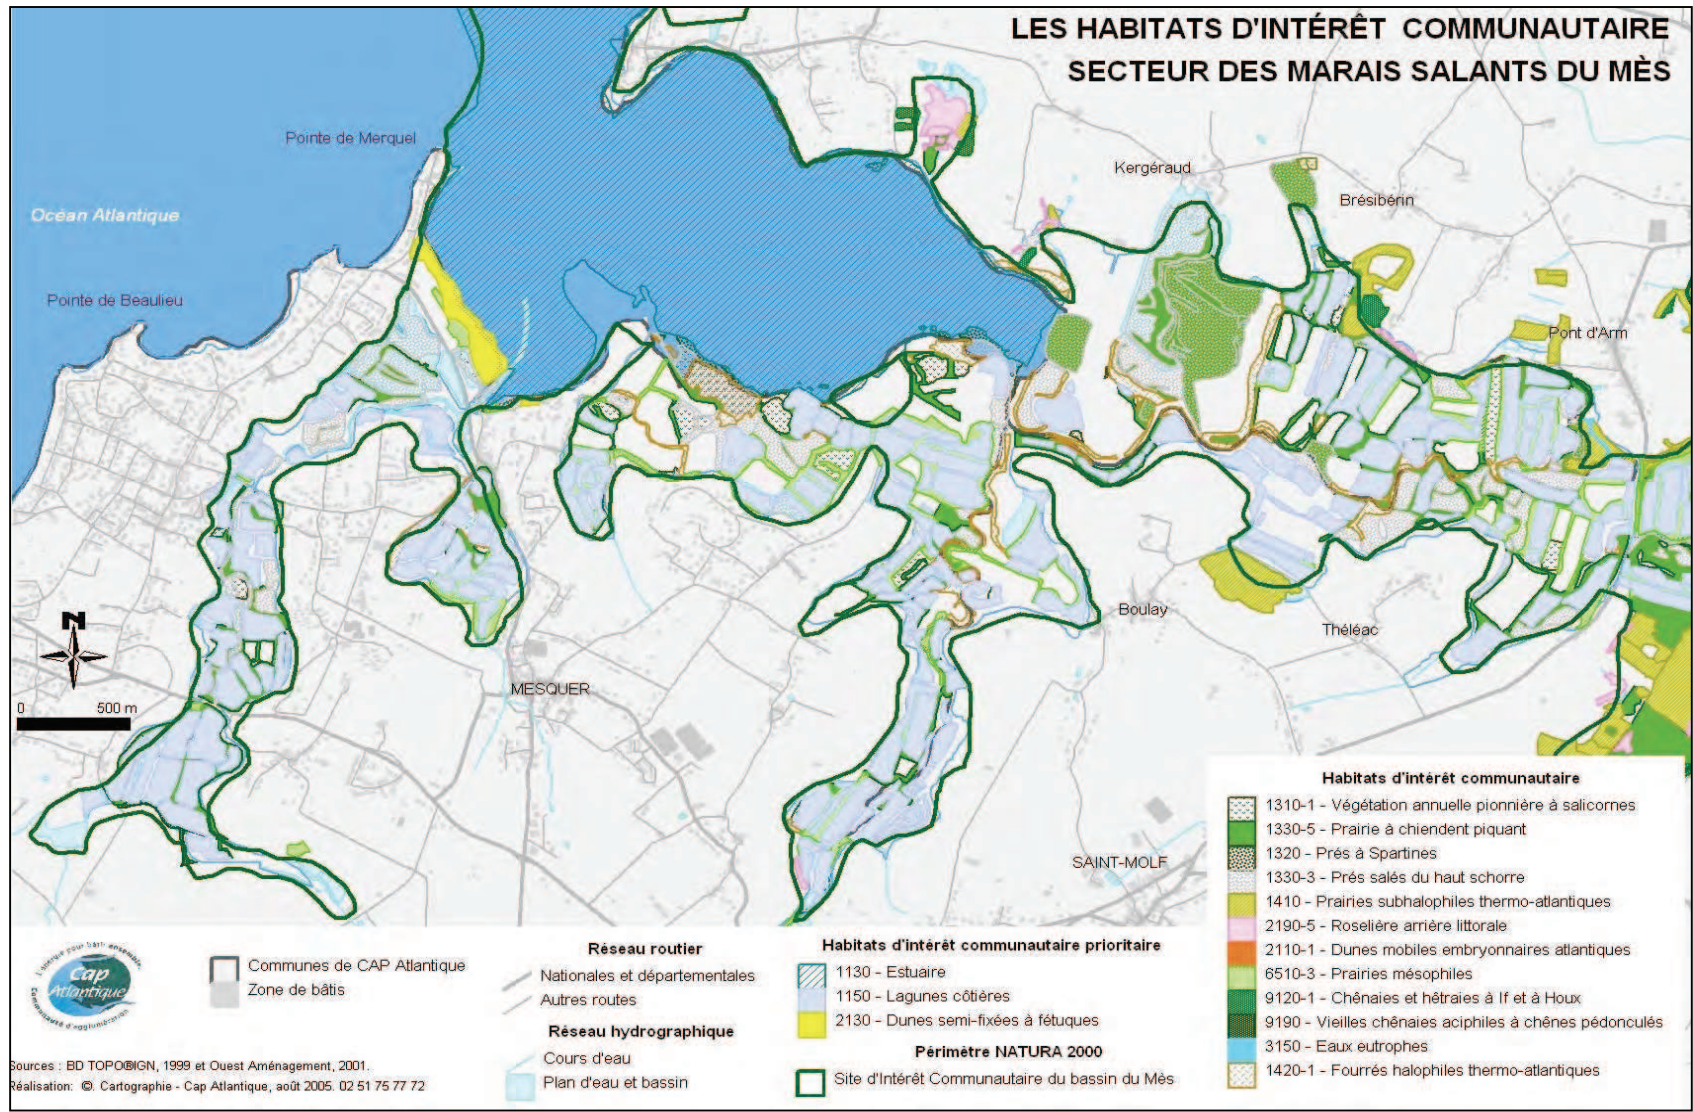 LES HABITATS D'INTÉRÊT COMMUNAUTAIRE
SECTEUR DES MARAIS SALANTS DU MÈS
Pointe de Merquel
Kergéraud
Brésibérin
Océan Atlantique
Pointe de Beaulieu
Pont d'Arm
Boulay
Théléac
N
MESQUER
0 500 m
SAINT-MOLF
Habitats d'intérêt communautaire
1310-1 - Végétation annuelle pionnière à salicornes
1330-5 - Prairie à chiendent piquant
1320 - Prés à Spartines
1330-3 - Prés salés du haut schorre
1410 - Prairies subhalophiles thermo-atlantiques
2190-5 - Roselière arrière littorale
2110-1 - Dunes mobiles embryonnaires atlantiques
6510-3 - Prairies mésophiles
9120-1 - Chênaies et hêtraies à If et à Houx
9190 - Vieilles chênaies aciphiles à chênes pédonculés
3150 - Eaux eutrophes
1420-1 - Fourrés halophiles thermo-atlantiques
Habitats d'intérêt communautaire prioritaire
1130 - Estuaire
1150 - Lagunes côtières
2130 - Dunes semi-fixées à fétuques
Périmètre NATURA 2000
Site d'Intérêt Communautaire du bassin du Mès
Réseau routier
Nationales et départementales
Autres routes
Réseau hydrographique
Cours d'eau
Plan d'eau et bassin
Communes de CAP Atlantique
Zone de bâtis
L'énergie pour bâtir ensemble
Cap
Atlantique
Communauté d'agglomération
Sources : BD TOPO®IGN, 1999 et Ouest Aménagement, 2001.
Réalisation: ©. Cartographie - Cap Atlantique, août 2005. 02 51 75 77 72